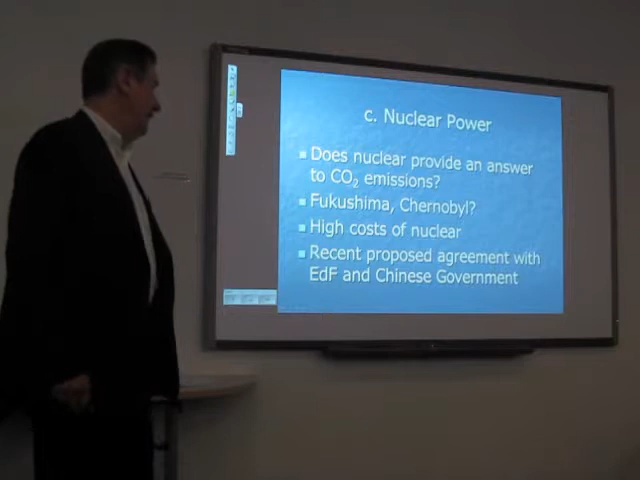 c. Nuclear Power
Does nuclear provide an answer
to CO₂ emissions?
Fukushima, Chernobyl?
High costs of nuclear
Recent proposed agreement with
EdF and Chinese Government